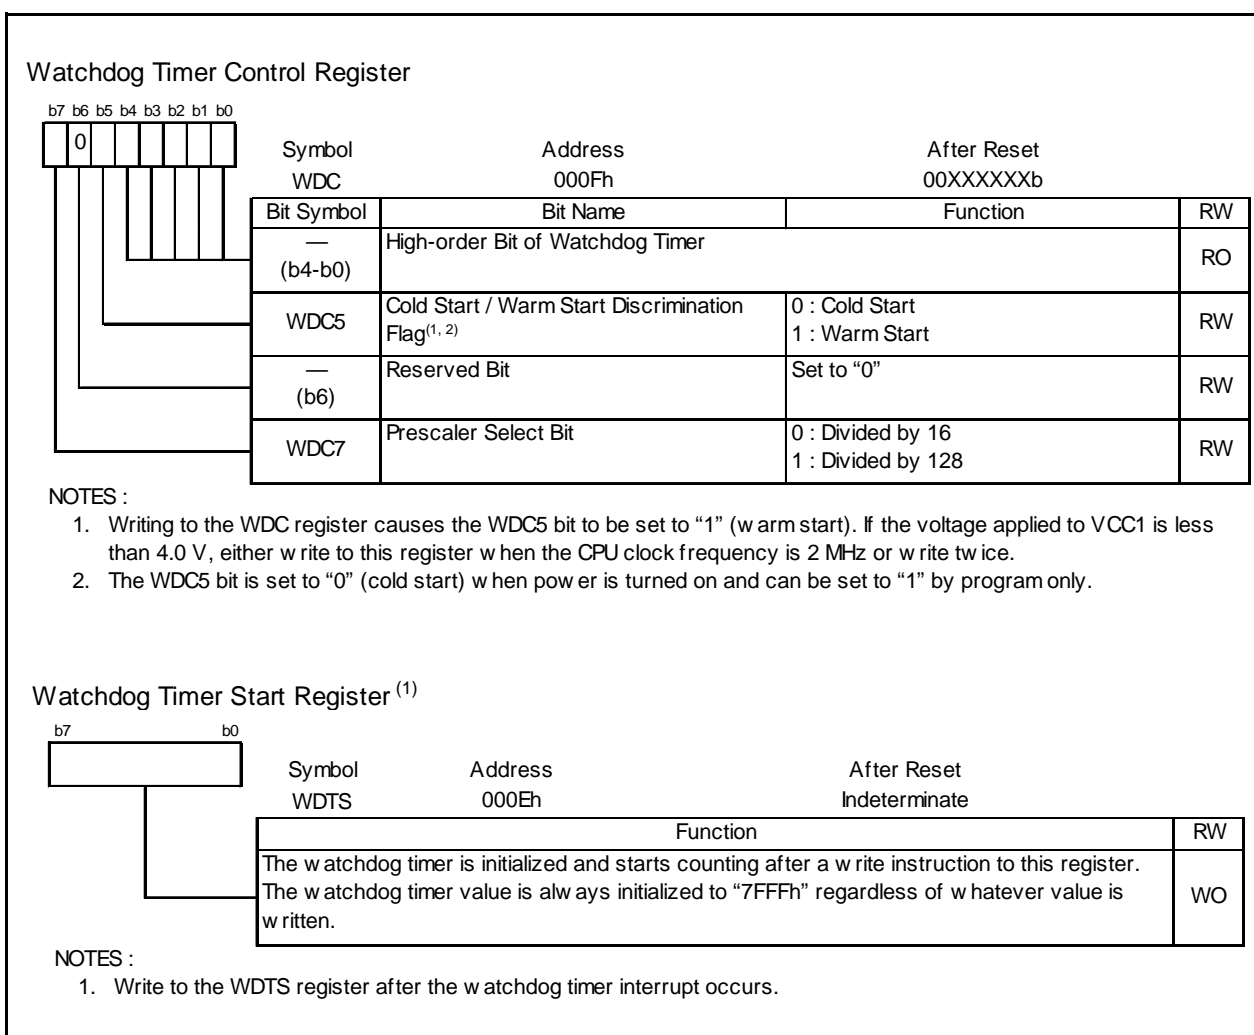 Watchdog Timer Control Register
b7 b6 b5 b4 b3 b2 b1 b0
0
Symbol Address After Reset
WDC 000Fh 00XXXXXXb
Bit Symbol Bit Name Function RW
— (b4-b0) High-order Bit of Watchdog Timer RO
WDC5 Cold Start / Warm Start Discrimination Flag(1, 2) 0 : Cold Start
1 : Warm Start RW
— (b6) Reserved Bit Set to “0” RW
WDC7 Prescaler Select Bit 0 : Divided by 16
1 : Divided by 128 RW
NOTES :
1. Writing to the WDC register causes the WDC5 bit to be set to “1” (warm start). If the voltage applied to VCC1 is less
than 4.0 V, either write to this register when the CPU clock frequency is 2 MHz or write twice.
2. The WDC5 bit is set to “0” (cold start) when power is turned on and can be set to “1” by program only.
Watchdog Timer Start Register (1)
b7 b0
Symbol Address After Reset
WDTS 000Eh Indeterminate
Function RW
The watchdog timer is initialized and starts counting after a write instruction to this register.
The watchdog timer value is always initialized to “7FFFh” regardless of whatever value is
written.
WO
NOTES :
1. Write to the WDTS register after the watchdog timer interrupt occurs.